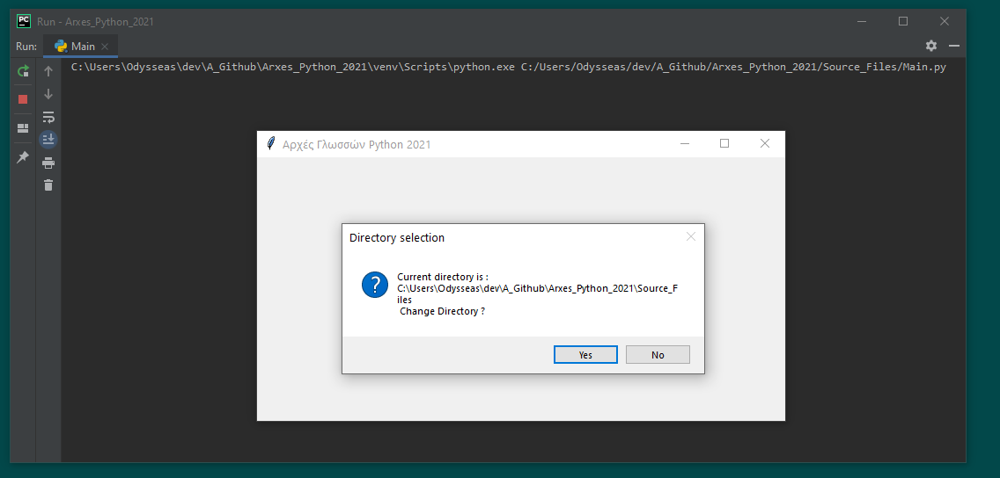 PC Run - Arxes_Python_2021
Run: Main
C:\Users\Odysseas\dev\A_Github\Arxes_Python_2021\venv\Scripts\python.exe C:/Users/Odysseas/dev/A_Github/Arxes_Python_2021/Source_Files/Main.py
Αρχές Γλωσσών Python 2021
Directory selection
Current directory is :
C:\Users\Odysseas\dev\A_Github\Arxes_Python_2021\Source_F
iles
Change Directory ?
Yes No